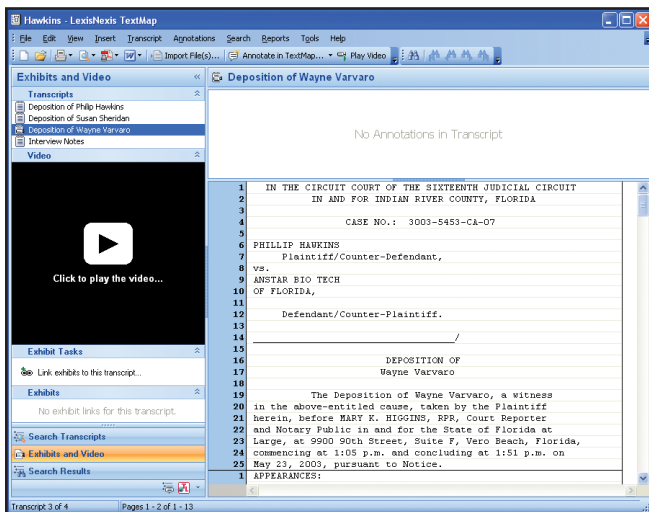 Hawkins - LexisNexis TextMap
File Edit View Insert Transcript Annotations Search Reports Tools Help
Import File(s)... Annotate in TextMap... Play Video
Exhibits and Video «
Transcripts
Deposition of Philip Hawkins
Deposition of Susan Sheridan
Deposition of Wayne Varvaro
Interview Notes
Video
Click to play the video...
Exhibit Tasks
Link exhibits to this transcript...
Exhibits
No exhibit links for this transcript.
Search Transcripts
Exhibits and Video
Search Results
Deposition of Wayne Varvaro
No Annotations in Transcript
1 IN THE CIRCUIT COURT OF THE SIXTEENTH JUDICIAL CIRCUIT
2 IN AND FOR INDIAN RIVER COUNTY, FLORIDA
3
4 CASE NO.: 3003-5453-CA-07
5
6 PHILLIP HAWKINS
7 Plaintiff/Counter-Defendant,
8 vs.
9 ANSTAR BIO TECH
10 OF FLORIDA,
11
12 Defendant/Counter-Plaintiff.
13
14 /
15
16 DEPOSITION OF
17 Wayne Varvaro
18
19 The Deposition of Wayne Varvaro, a witness
20 in the above-entitled cause, taken by the Plaintiff
21 herein, before MARY K. HIGGINS, RPR, Court Reporter
22 and Notary Public in and for the State of Florida at
23 Large, at 9900 90th Street, Suite F, Vero Beach, Florida,
24 commencing at 1:05 p.m. and concluding at 1:51 p.m. on
25 May 23, 2003, pursuant to Notice.
1 APPEARANCES:
Transcript 3 of 4 Pages 1 - 2 of 1 - 13